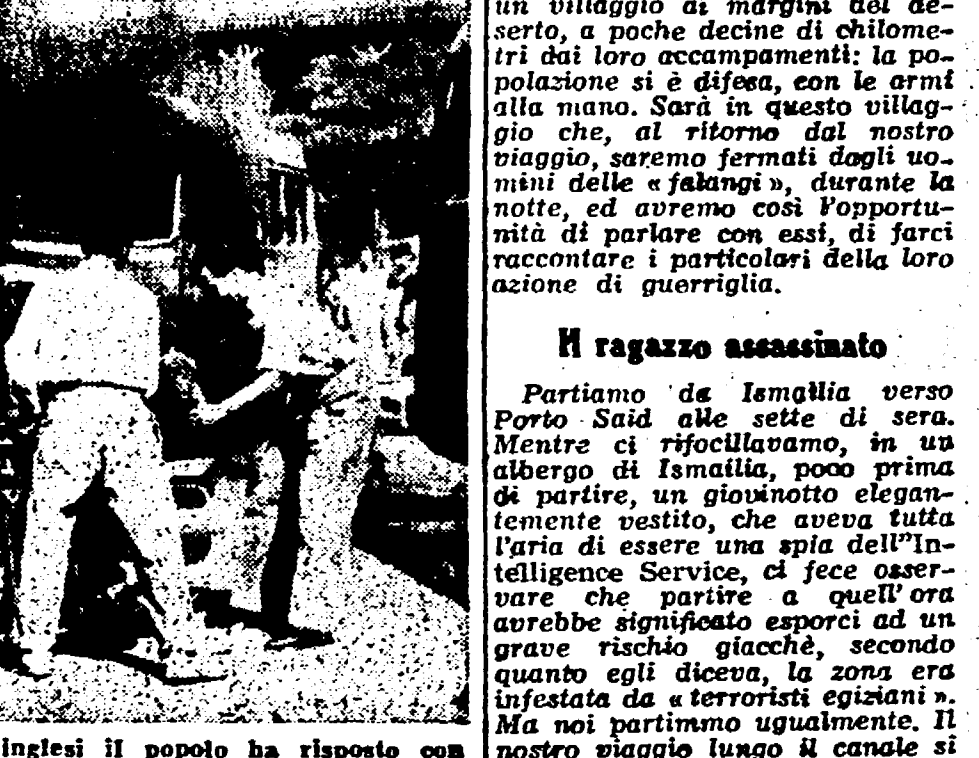 un villaggio ai margini del de-
serto, a poche decine di chilome-
tri dai loro accampamenti: la po-
polazione si è difesa, con le armi
alla mano. Sarà in questo villag-
gio che, al ritorno dal nostro
viaggio, saremo fermati dagli uo-
mini delle « falangi », durante la
notte, ed avremo così l'opportu-
nità di parlare con essi, di farci
raccontare i particolari della loro
azione di guerriglia.
Il ragazzo assassinato
Partiamo da Ismailia verso
Porto Said alle sette di sera.
Mentre ci rifocillavamo, in un
albergo di Ismailia, poco prima
di partire, un giovinotto elegan-
temente vestito, che aveva tutta
l'aria di essere una spia dell'"In-
telligence Service, ci fece osser-
vare che partire a quell'ora
avrebbe significato esporci ad un
grave rischio giacchè, secondo
quanto egli diceva, la zona era
infestata da « terroristi egiziani ».
Ma noi partimmo ugualmente. Il
nostro viaggio lungo il canale si
inglesi il popolo ha risposto con